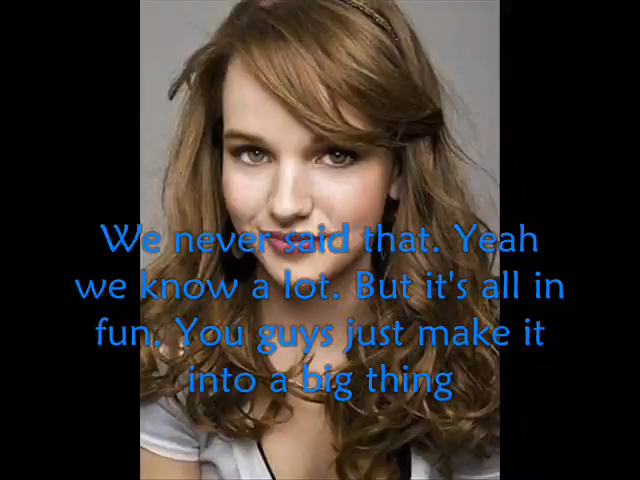 We never said that. Yeah
we know a lot. But it's all in
fun. You guys just make it
into a big thing